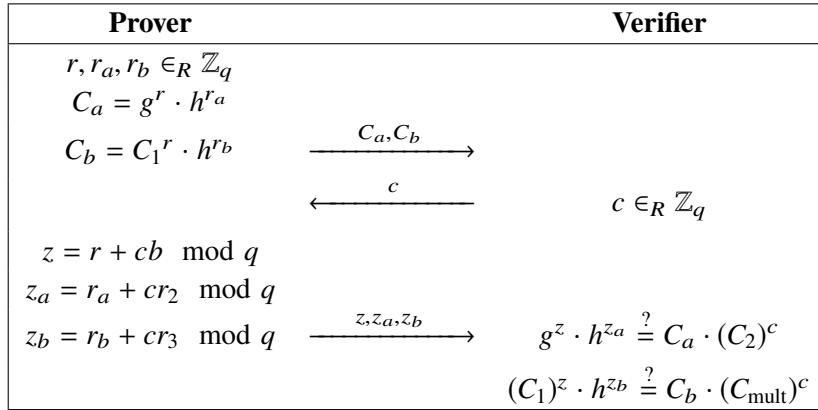 Prover Verifier
r, r_a, r_b ∈_R ℤ_q
C_a = g^r · h^{r_a}
C_b = C_1^r · h^{r_b} C_a,C_b
c c ∈_R ℤ_q
z = r + cb mod q
z_a = r_a + cr_2 mod q
z_b = r_b + cr_3 mod q z,z_a,z_b g^z · h^{z_a} ≟ C_a · (C_2)^c
(C_1)^z · h^{z_b} ≟ C_b · (C_mult)^c